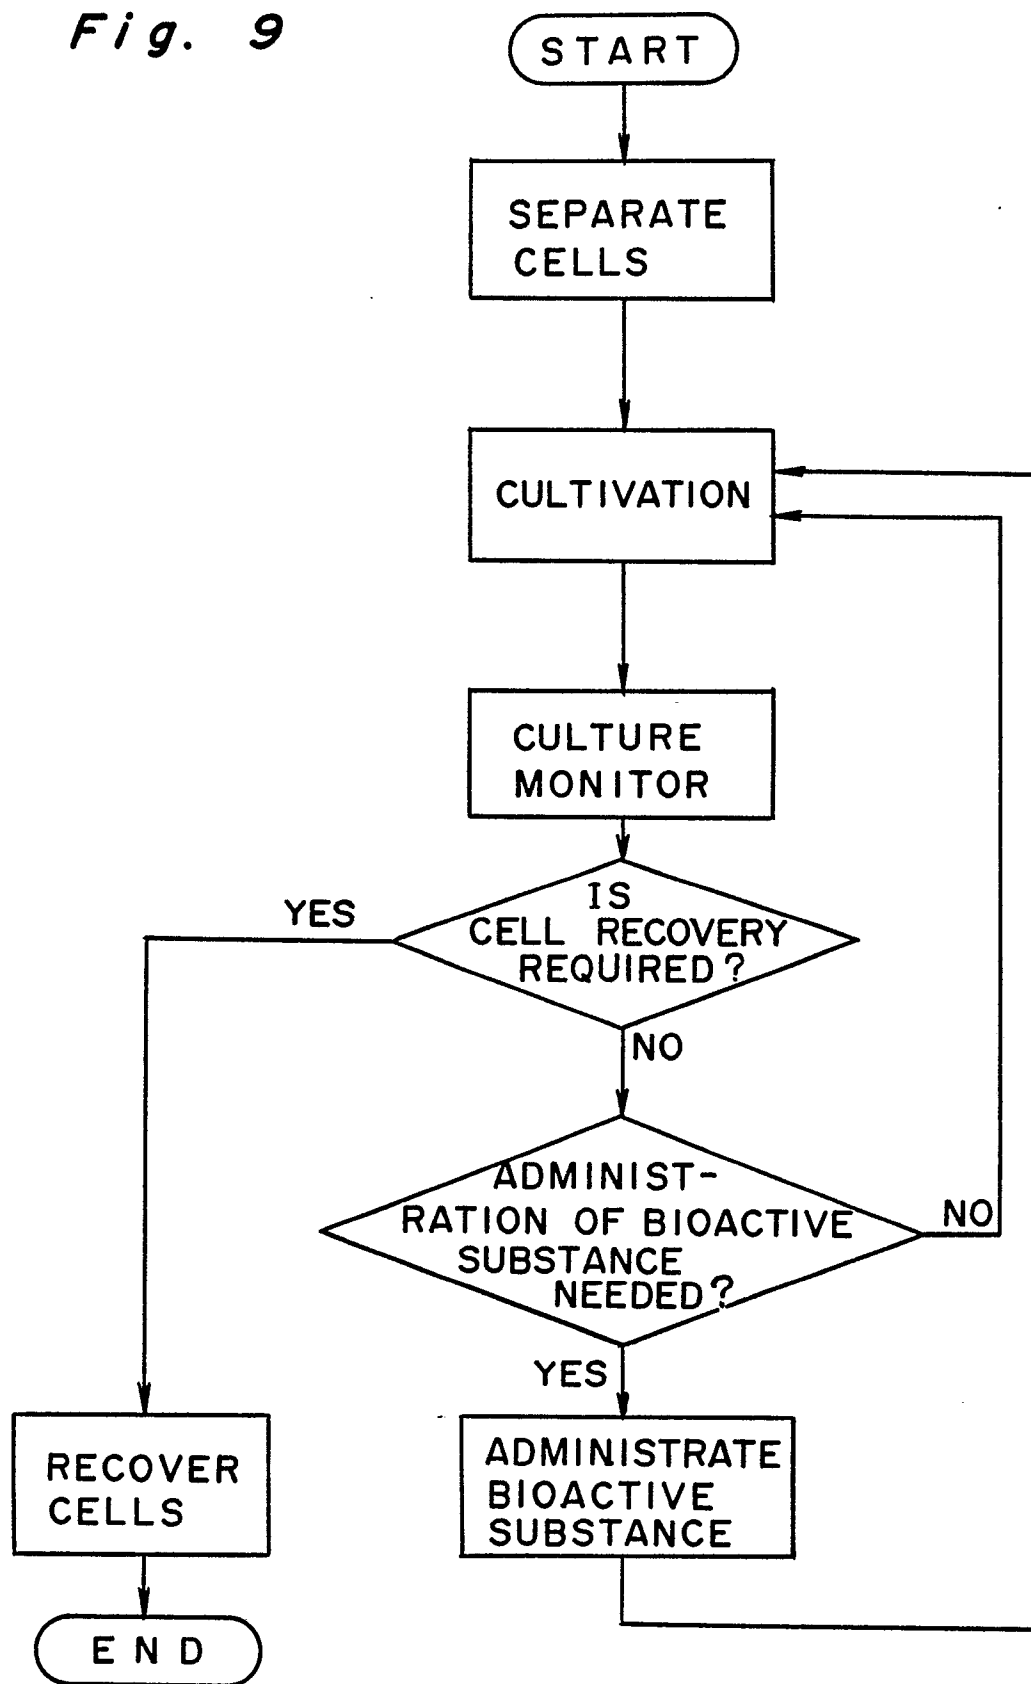 Fig. 9
START
SEPARATE
CELLS
CULTIVATION
CULTURE
MONITOR
IS
CELL RECOVERY
REQUIRED?
YES
NO
ADMINIST-
RATION OF BIOACTIVE
SUBSTANCE
NEEDED?
NO
YES
RECOVER
CELLS
ADMINISTRATE
BIOACTIVE
SUBSTANCE
END